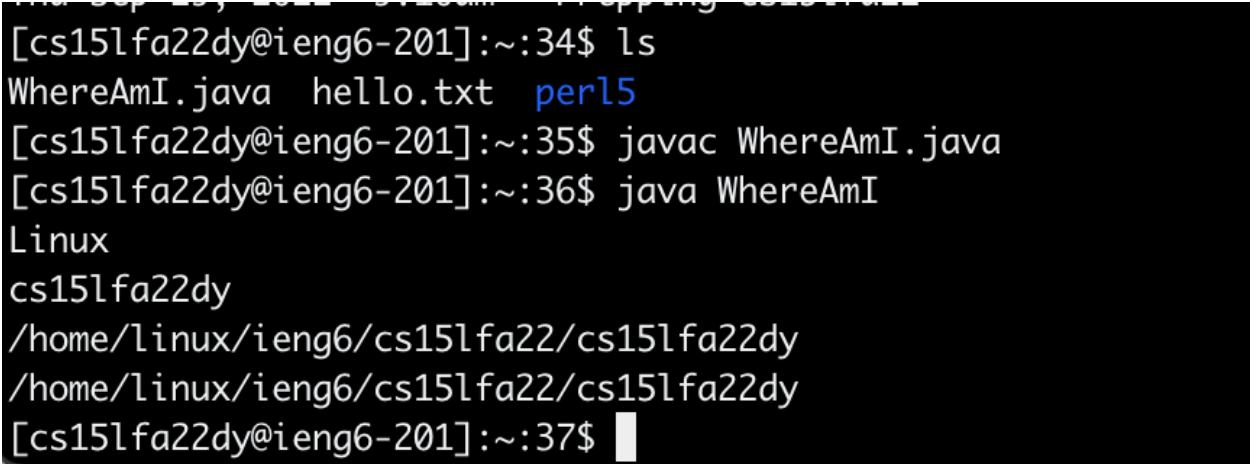 [cs15lfa22dy@ieng6-201]:~:34$ ls
WhereAmI.java  hello.txt  perl5
[cs15lfa22dy@ieng6-201]:~:35$ javac WhereAmI.java
[cs15lfa22dy@ieng6-201]:~:36$ java WhereAmI
Linux
cs15lfa22dy
/home/linux/ieng6/cs15lfa22/cs15lfa22dy
/home/linux/ieng6/cs15lfa22/cs15lfa22dy
[cs15lfa22dy@ieng6-201]:~:37$